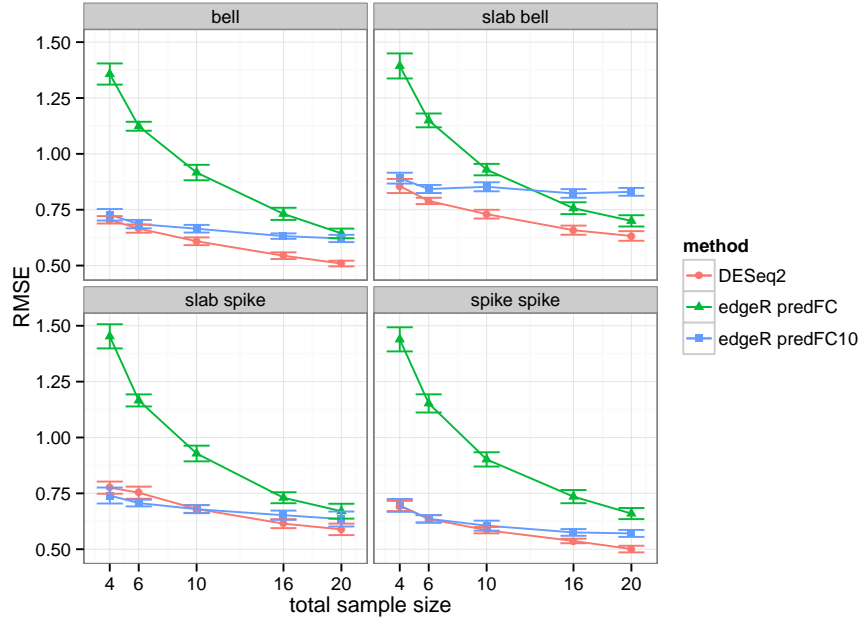 bell
slab bell
1.50
1.25
1.00
0.75
0.50
slab spike
spike spike
1.50
1.25
1.00
0.75
0.50
RMSE
4 6 10 16 20
4 6 10 16 20
total sample size
method
DESeq2
edgeR predFC
edgeR predFC10